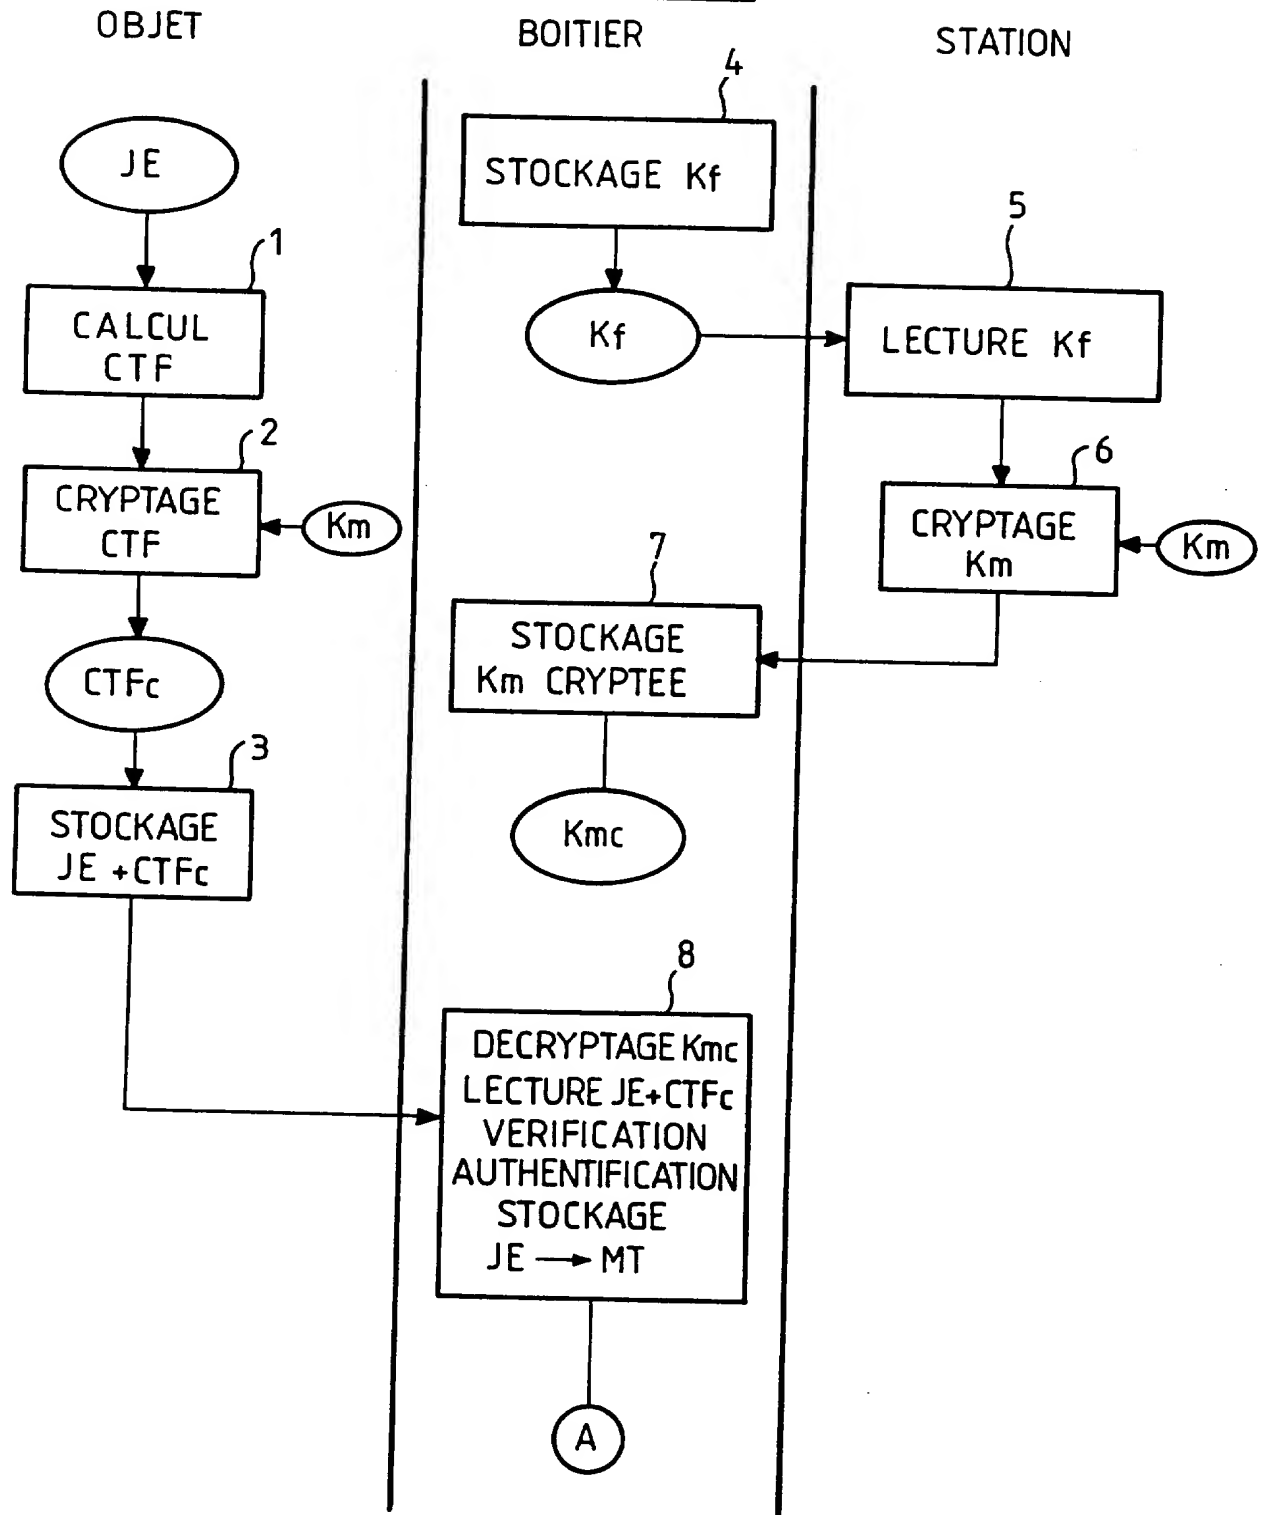 OBJET
BOITIER
STATION
JE
1
CALCUL
CTF
2
CRYPTAGE
CTF
Km
CTFc
3
STOCKAGE
JE +CTFc
4
STOCKAGE Kf
Kf
7
STOCKAGE
Km CRYPTEE
Kmc
8
DECRYPTAGE Kmc
LECTURE JE+CTFc
VERIFICATION
AUTHENTIFICATION
STOCKAGE
JE → MT
A
5
LECTURE Kf
6
CRYPTAGE
Km
Km